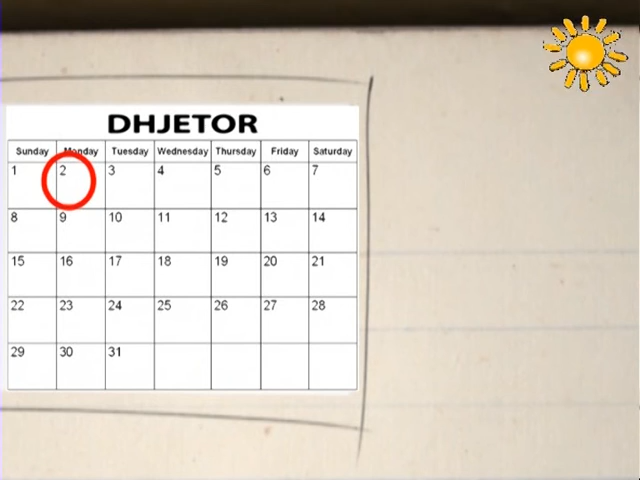 DHJETOR
Sunday Monday Tuesday Wednesday Thursday Friday Saturday
1 2 3 4 5 6 7
8 9 10 11 12 13 14
15 16 17 18 19 20 21
22 23 24 25 26 27 28
29 30 31